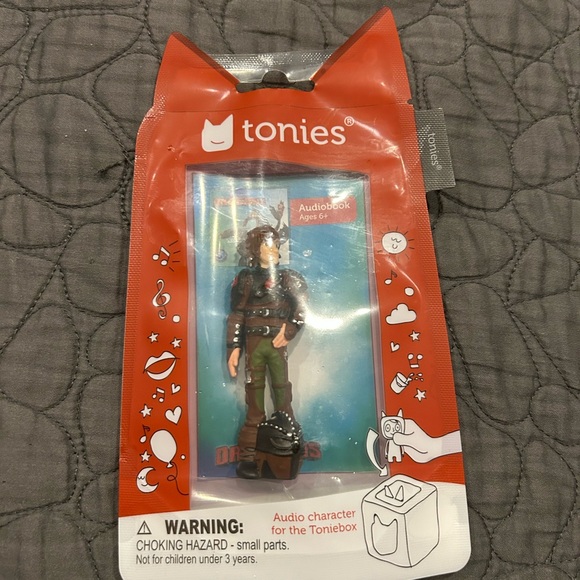 tonies®
tonies®
Audiobook
Ages 6+
Audio character
for the Toniebox
WARNING:
CHOKING HAZARD - small parts.
Not for children under 3 years.